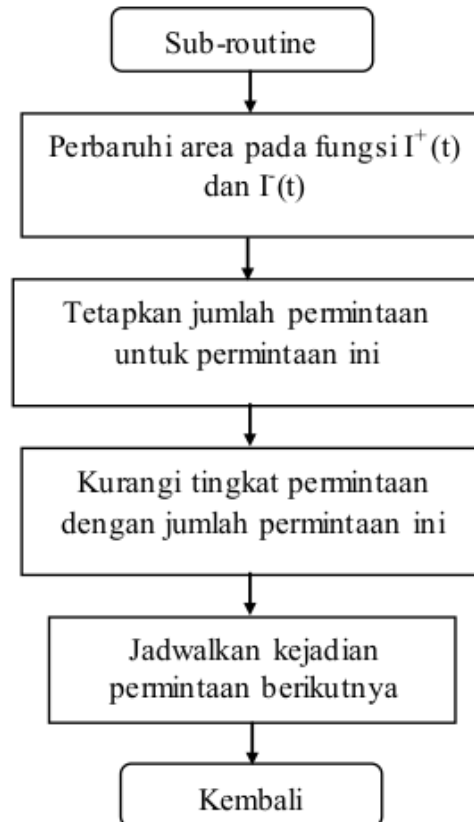 Sub-routine
Perbaruhi area pada fungsi I⁺(t)
dan I⁻(t)
Tetapkan jumlah permintaan
untuk permintaan ini
Kurangi tingkat permintaan
dengan jumlah permintaan ini
Jadwalkan kejadian
permintaan berikutnya
Kembali